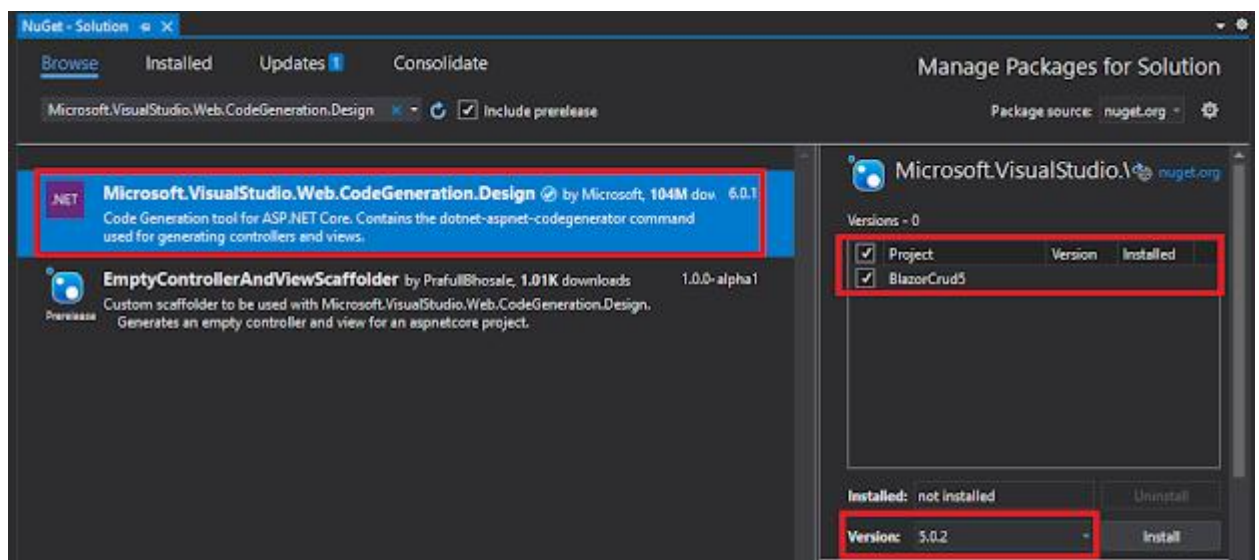 NuGet - Solution
Browse Installed Updates 1 Consolidate
Manage Packages for Solution
Microsoft.VisualStudio.Web.CodeGeneration.Design
Include prerelease
Package source: nuget.org
.NET
Microsoft.VisualStudio.Web.CodeGeneration.Design by Microsoft, 104M dov 6.0.1
Code Generation tool for ASP.NET Core. Contains the dotnet-aspnet-codegenerator command
used for generating controllers and views.
EmptyControllerAndViewScaffolder by PrafullBhosale, 1.01K downloads 1.0.0-alpha1
Custom scaffolder to be used with Microsoft.VisualStudio.Web.CodeGeneration.Design.
Prerelease
Generates an empty controller and view for an aspnetcore project.
Microsoft.VisualStudio.\ nuget.org
Versions - 0
Project Version Installed
BlazorCrud5
Installed: not installed Uninstall
Version: 5.0.2 Install